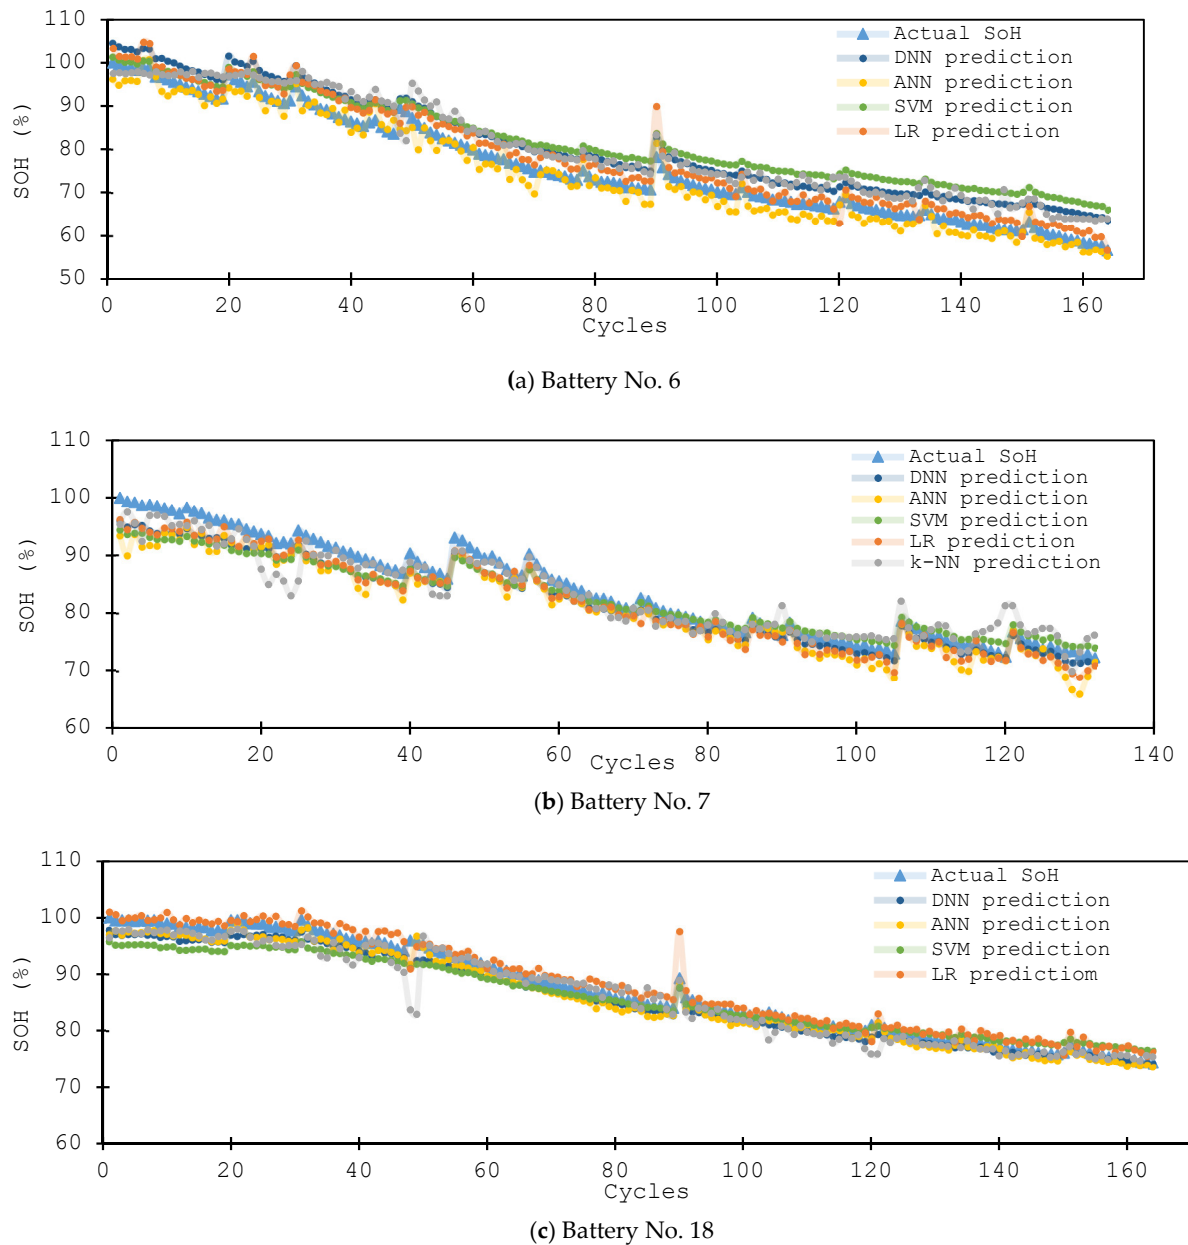 110
100
90
80
70
60
50
SOH (%)
Actual SoH
DNN prediction
ANN prediction
SVM prediction
LR prediction
0 20 40 60 80 100 120 140 160
Cycles
(a) Battery No. 6
110
100
90
80
70
60
SOH (%)
Actual SoH
DNN prediction
ANN prediction
SVM prediction
LR prediction
k-NN prediction
0 20 40 60 80 100 120 140
Cycles
(b) Battery No. 7
110
100
90
80
70
60
SOH (%)
Actual SoH
DNN prediction
ANN prediction
SVM prediction
LR predictiom
0 20 40 60 80 100 120 140 160
Cycles
(c) Battery No. 18